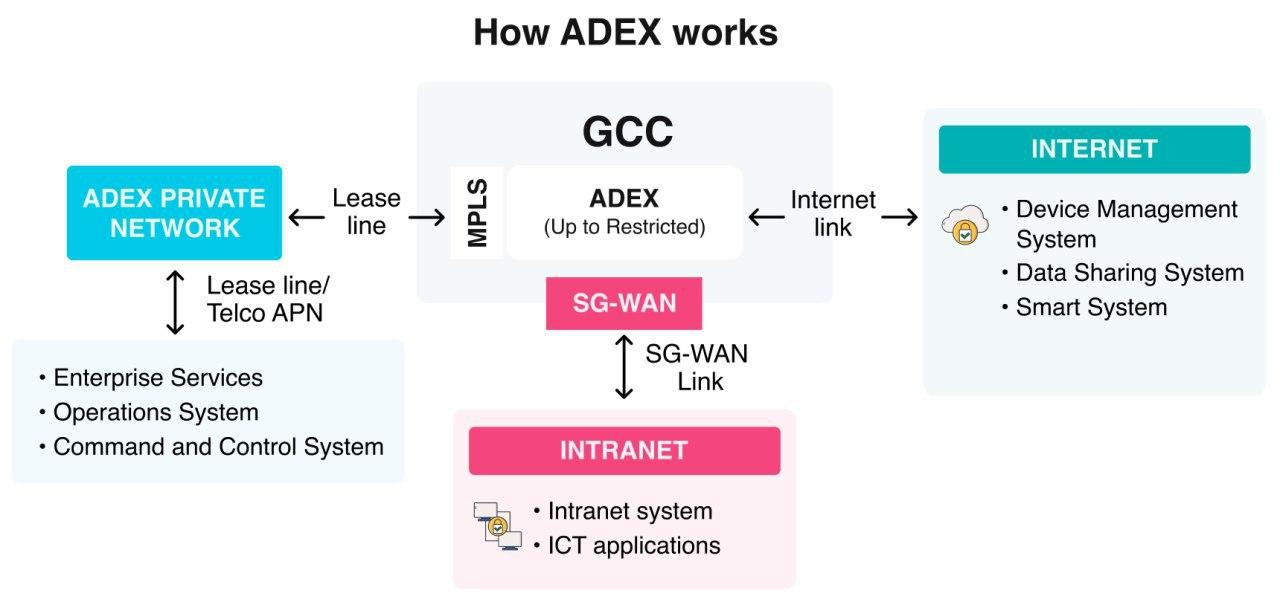 How ADEX works
GCC
ADEX PRIVATE
NETWORK
Lease
line
MPLS
ADEX
(Up to Restricted)
Internet
link
INTERNET
• Device Management
System
• Data Sharing System
• Smart System
Lease line/
Telco APN
SG-WAN
SG-WAN
Link
• Enterprise Services
• Operations System
• Command and Control System
INTRANET
• Intranet system
• ICT applications